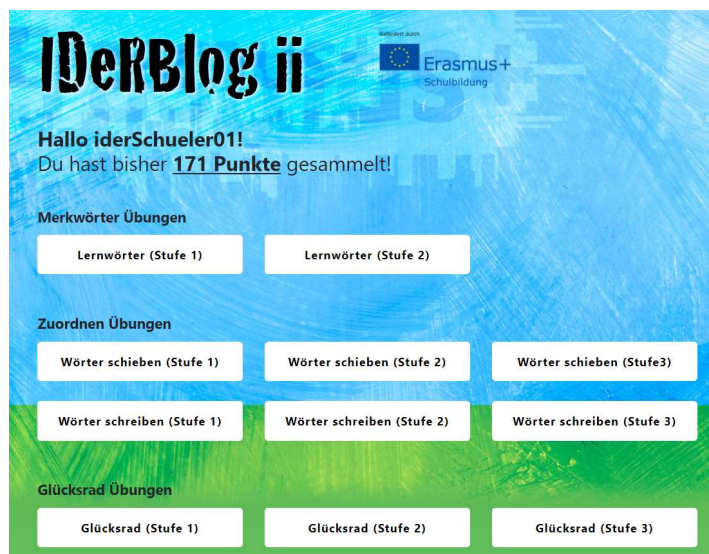 IDeRBlog ii
Gefördert durch
Erasmus+
Schulbildung
Hallo iderSchueler01!
Du hast bisher 171 Punkte gesammelt!
Merkwörter Übungen
Lernwörter (Stufe 1) Lernwörter (Stufe 2)
Zuordnen Übungen
Wörter schieben (Stufe 1) Wörter schieben (Stufe 2) Wörter schieben (Stufe3)
Wörter schreiben (Stufe 1) Wörter schreiben (Stufe 2) Wörter schreiben (Stufe 3)
Glücksrad Übungen
Glücksrad (Stufe 1) Glücksrad (Stufe 2) Glücksrad (Stufe 3)